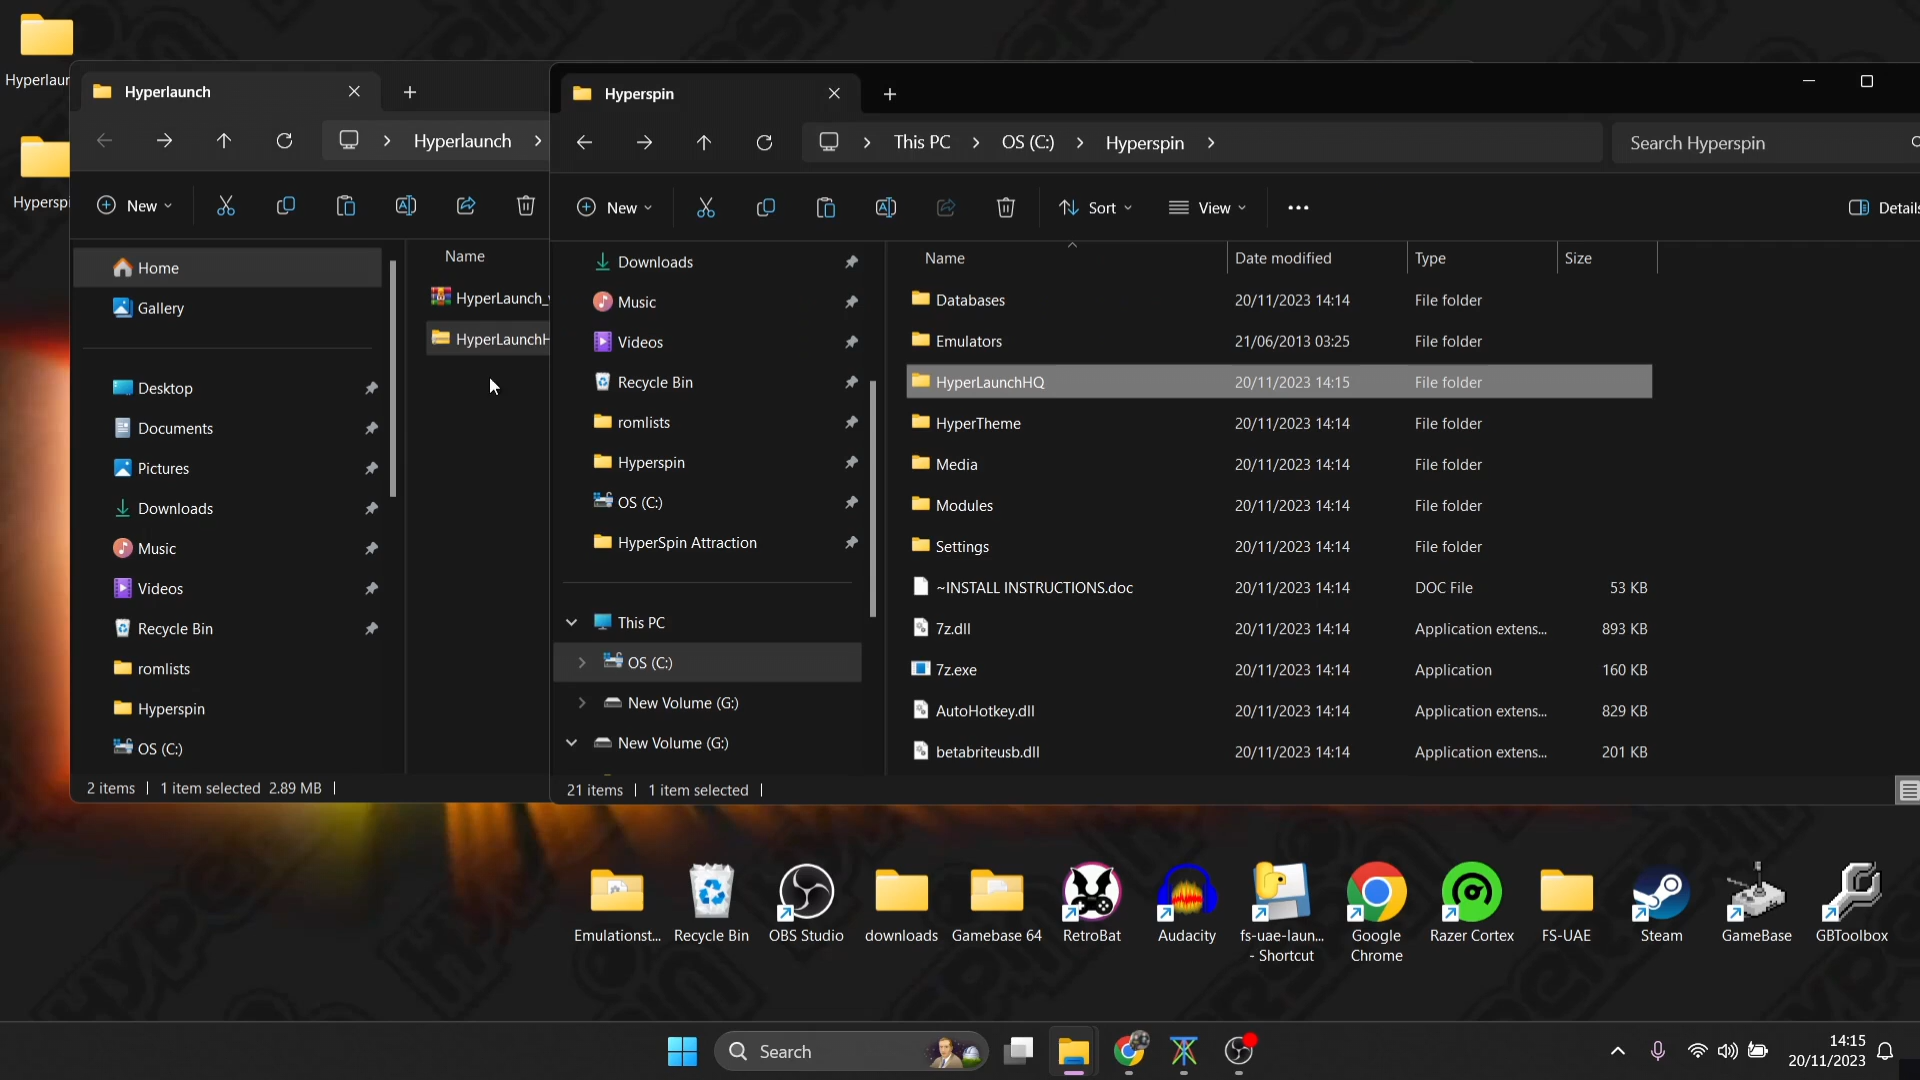 Hyperlaur
Hyperspi
Hyperlaunch
Hyperlaunch
New
Home
Gallery
Desktop
Documents
Pictures
Downloads
Music
Videos
Recycle Bin
romlists
Hyperspin
OS (C:)
Name
HyperLaunch_
HyperLaunchH
2 items 1 item selected 2.89 MB
Hyperspin
This PC OS (C:) Hyperspin
Search Hyperspin
New
Sort
View
Details
Downloads
Music
Videos
Recycle Bin
romlists
Hyperspin
OS (C:)
HyperSpin Attraction
This PC
OS (C:)
New Volume (G:)
New Volume (G:)
Name Date modified Type Size
Databases 20/11/2023 14:14 File folder
Emulators 21/06/2013 03:25 File folder
HyperLaunchHQ 20/11/2023 14:15 File folder
HyperTheme 20/11/2023 14:14 File folder
Media 20/11/2023 14:14 File folder
Modules 20/11/2023 14:14 File folder
Settings 20/11/2023 14:14 File folder
~INSTALL INSTRUCTIONS.doc 20/11/2023 14:14 DOC File 53 KB
7z.dll 20/11/2023 14:14 Application extens... 893 KB
7z.exe 20/11/2023 14:14 Application 160 KB
AutoHotkey.dll 20/11/2023 14:14 Application extens... 829 KB
betabriteusb.dll 20/11/2023 14:14 Application extens... 201 KB
21 items 1 item selected
Emulationst...
Recycle Bin
OBS Studio
downloads
Gamebase 64
RetroBat
Audacity
fs-uae-laun...
- Shortcut
Google
Chrome
Razer Cortex
FS-UAE
Steam
GameBase
GBToolbox
Search
14:15
20/11/2023